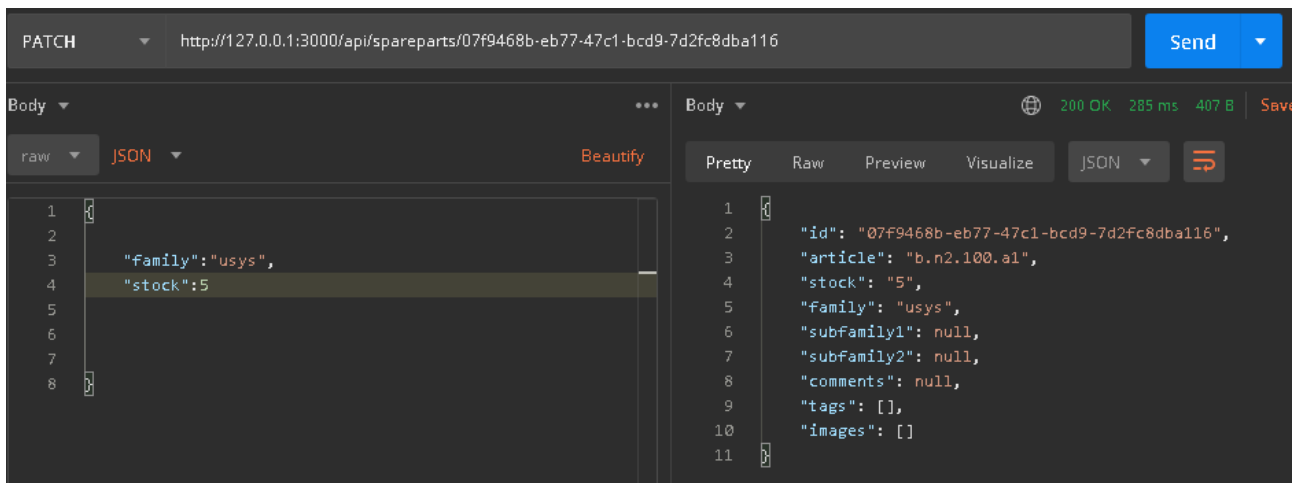 PATCH http://127.0.0.1:3000/api/spareparts/07f9468b-eb77-47c1-bcd9-7d2fc8dba116 Send
Body ••• 
raw JSON Beautify
1 {
2
3 "family":"usys",
4 "stock":5
5
6
7
8 }
Body 200 OK 285 ms 407 B Save
Pretty Raw Preview Visualize JSON
1 {
2 "id": "07f9468b-eb77-47c1-bcd9-7d2fc8dba116",
3 "article": "b.n2.100.a1",
4 "stock": "5",
5 "family": "usys",
6 "subfamily1": null,
7 "subfamily2": null,
8 "comments": null,
9 "tags": [],
10 "images": []
11 }